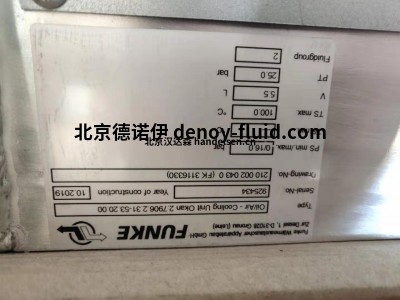 FUNKE
Funke Wärmeaustauscher Apparatebau GmbH
Zur Dessel 1, D-31028 Gronau (Leine)
Type Oil/Air - Cooling Unit Okan 2.7906.2.31-53.20.00
Serial-No 925434 Year of construction 10.2019
Drawing-No 210 002 043 0 (FK 3116330)
PS min./max. 0/16.0 bar
TS max. 100.0 °C
V 5.5 L
PT 25.0 bar
Fluidgroup 2
北京德诺伊 denoy-fluid.com
北京汉达森 handelsen.cn